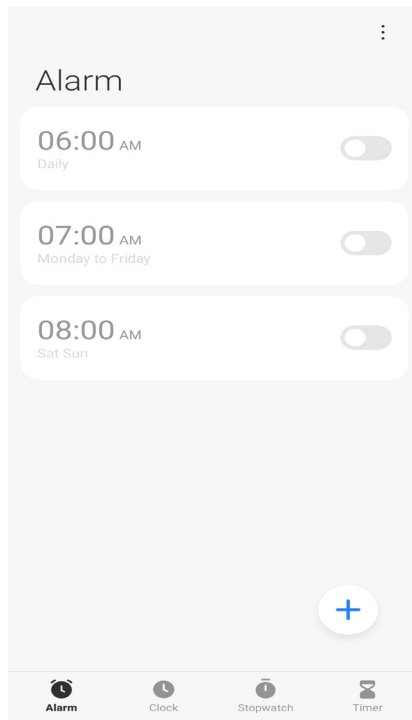 Alarm
06:00 AM
Daily
07:00 AM
Monday to Friday
08:00 AM
Sat Sun
Alarm Clock Stopwatch Timer